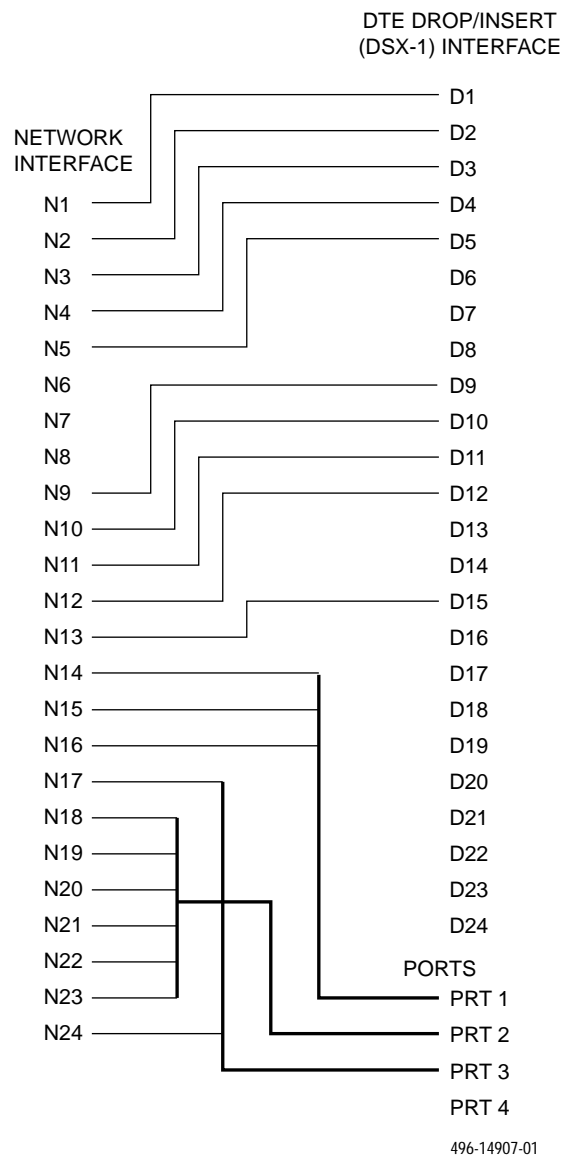 DTE DROP/INSERT
(DSX-1) INTERFACE
NETWORK
INTERFACE
D1
D2
D3
N1 D4
N2 D5
N3 D6
N4 D7
N5 D8
N6 D9
N7 D10
N8 D11
N9 D12
N10 D13
N11 D14
N12 D15
N13 D16
N14 D17
N15 D18
N16 D19
N17 D20
N18 D21
N19 D22
N20 D23
N21 D24
N22
PORTS
N23 PRT 1
N24 PRT 2
PRT 3
PRT 4
496-14907-01